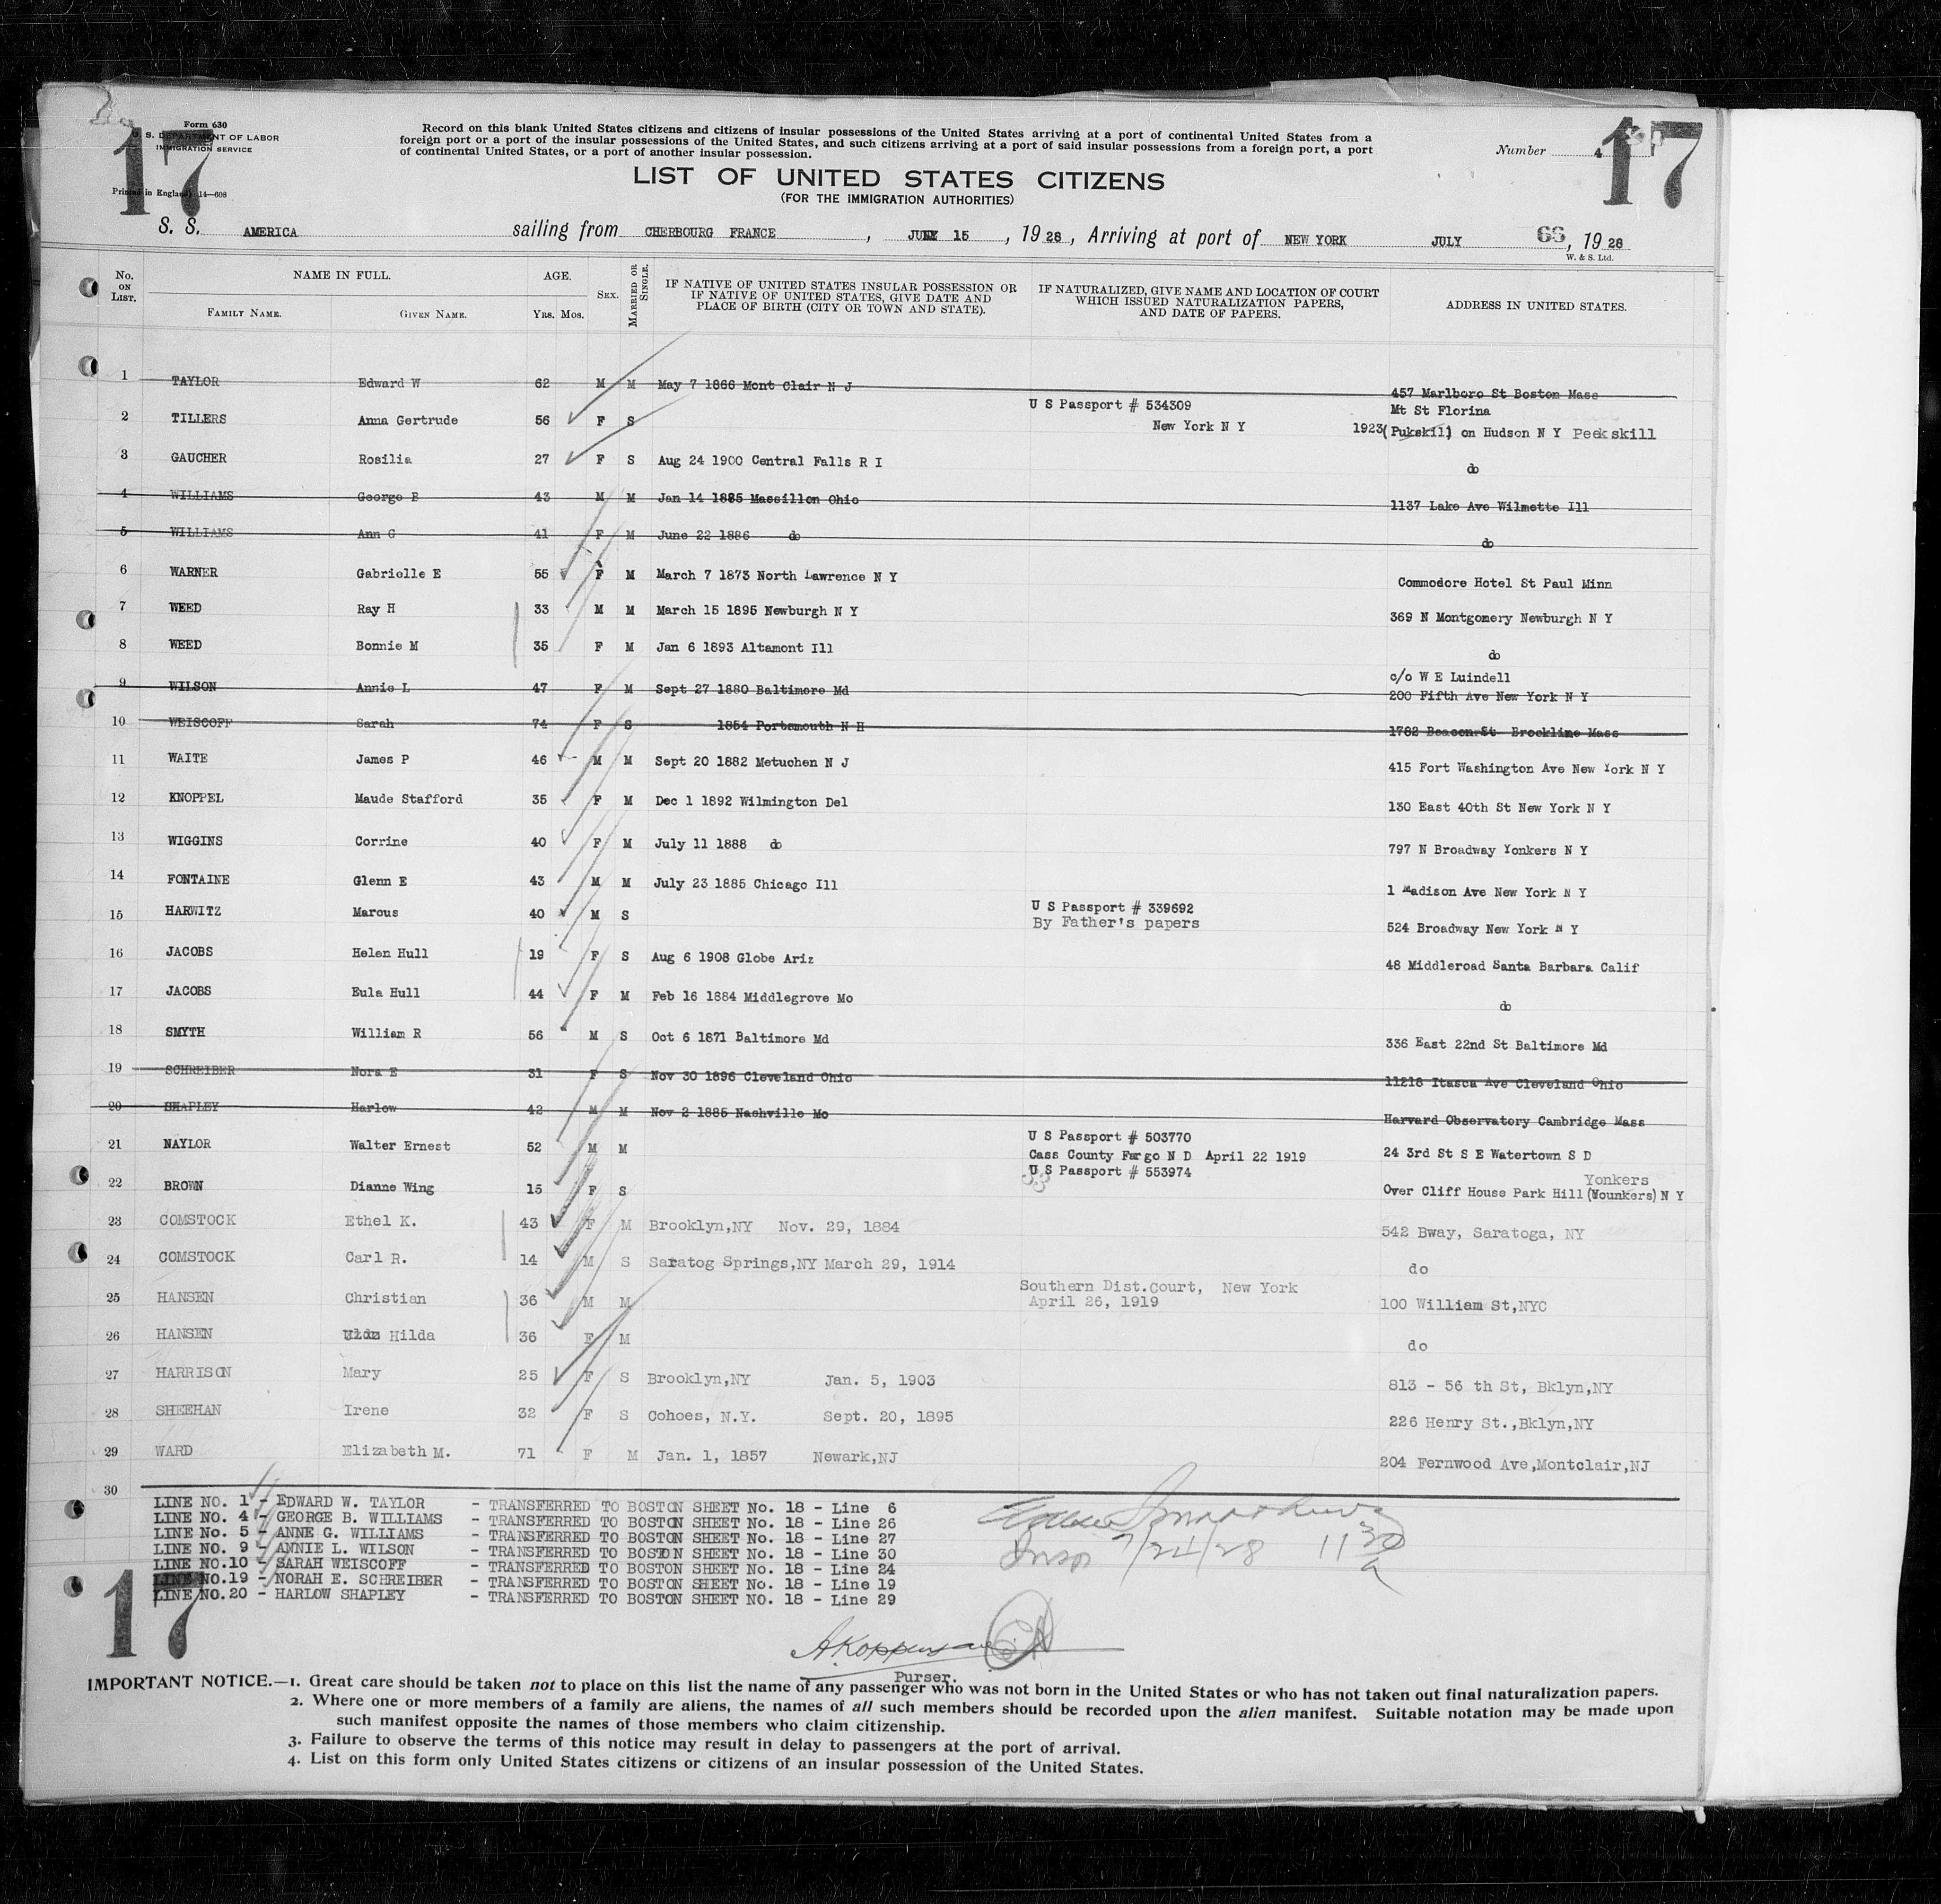 17
17
Form 630
U. S. DEPARTMENT OF LABOR
IMMIGRATION SERVICE
Printed in England 14—608
Record on this blank United States citizens and citizens of insular possessions of the United States arriving at a port of continental United States from a
foreign port or a port of the insular possessions of the United States, and such citizens arriving at a port of said insular possessions from a foreign port, a port
of continental United States, or a port of another insular possession.
Number 4
LIST OF UNITED STATES CITIZENS
(FOR THE IMMIGRATION AUTHORITIES)
S. S. AMERICA sailing from CHERBOURG FRANCE , JULY 15 , 19 28 , Arriving at port of NEW YORK JULY , 19 28
W. & S. Ltd.
No. ON LIST. NAME IN FULL. AGE. SEX. MARRIED OR SINGLE. IF NATIVE OF UNITED STATES INSULAR POSSESSION OR IF NATIVE OF UNITED STATES, GIVE DATE AND PLACE OF BIRTH (CITY OR TOWN AND STATE). IF NATURALIZED, GIVE NAME AND LOCATION OF COURT WHICH ISSUED NATURALIZATION PAPERS, AND DATE OF PAPERS. ADDRESS IN UNITED STATES.
FAMILY NAME. GIVEN NAME. YRS. MOS.
1 TAYLOR Edward W 62 M M May 7 1866 Mont Clair N J 457 Marlboro St Boston Mass
U S Passport # 534309 Mt St Florina
2 TILLERS Anna Gertrude 56 F S New York N Y 1923 (Pukskil) on Hudson N Y Peekskill
3 GAUCHER Rosilia 27 F S Aug 24 1900 Central Falls R I do
4 WILLIAMS George B 43 M M Jan 14 1885 Massillon Ohio 1137 Lake Ave Wilmette Ill
5 WILLIAMS Ann G 41 F M June 22 1886 do do
6 WARNER Gabrielle E 55 F M March 7 1873 North Lawrence N Y Commodore Hotel St Paul Minn
7 WEED Ray H 33 M M March 15 1895 Newburgh N Y 369 N Montgomery Newburgh N Y
8 WEED Bonnie M 35 F M Jan 6 1893 Altamont Ill do
c/o W E Luindell
9 WILSON Annie L 47 F M Sept 27 1880 Baltimore Md 200 Fifth Ave New York N Y
10 WEISCOFF Sarah 74 F S 1854 Portsmouth N H 1782 Beacon St Brookline Mass
11 WAITE James P 46 M M Sept 20 1882 Metuchen N J 415 Fort Washington Ave New York N Y
12 KNOPPEL Maude Stafford 35 F M Dec 1 1892 Wilmington Del 130 East 40th St New York N Y
13 WIGGINS Corrine 40 F M July 11 1888 do 797 N Broadway Yonkers N Y
14 FONTAINE Glenn E 43 M M July 23 1885 Chicago Ill 1 Madison Ave New York N Y
U S Passport # 339692
15 HARWITZ Marcus 40 M S By Father's papers 524 Broadway New York N Y
16 JACOBS Helen Hull 19 F S Aug 6 1908 Globe Ariz 48 Middleroad Santa Barbara Calif
17 JACOBS Eula Hull 44 F M Feb 16 1884 Middlegrove Mo do
18 SMYTH William R 56 M S Oct 6 1871 Baltimore Md 336 East 22nd St Baltimore Md
19 SCHREIBER Nora E 31 F S Nov 30 1896 Cleveland Ohio 11218 Itasca Ave Cleveland Ohio
20 SHAPLEY Harlow 42 M M Nov 2 1885 Nashville Mo Harvard Observatory Cambridge Mass
U S Passport # 503770
21 NAYLOR Walter Ernest 52 M M Cass County Fargo N D April 22 1919 24 3rd St S E Watertown S D
U S Passport # 553974 Yonkers
22 BROWN Dianne Wing 15 F S Over Cliff House Park Hill (Younkers) N Y
23 COMSTOCK Ethel K. 43 F M Brooklyn,NY Nov. 29, 1884 542 Bway, Saratoga, NY
24 COMSTOCK Carl R. 14 M S Saratog Springs,NY March 29, 1914 do
Southern Dist.Court, New York
25 HANSEN Christian 36 M M April 26, 1919 100 William St,NYC
26 HANSEN Hilda 36 F M do
27 HARRISON Mary 25 F S Brooklyn,NY Jan. 5, 1903 813 - 56 th St, Bklyn,NY
28 SHEEHAN Irene 32 F S Cohoes, N.Y. Sept. 20, 1895 226 Henry St.,Bklyn,NY
29 WARD Elizabeth M. 71 F M Jan. 1, 1857 Newark,NJ 204 Fernwood Ave,Montclair,NJ
30
LINE NO. 1 - EDWARD W. TAYLOR - TRANSFERRED TO BOSTON SHEET No. 18 - Line 6
LINE NO. 4 - GEORGE B. WILLIAMS - TRANSFERRED TO BOSTON SHEET No. 18 - Line 26
LINE NO. 5 - ANNE G. WILLIAMS - TRANSFERRED TO BOSTON SHEET No. 18 - Line 27
LINE NO. 9 - ANNIE L. WILSON - TRANSFERRED TO BOSTON SHEET No. 18 - Line 30
LINE NO.10 - SARAH WEISCOFF - TRANSFERRED TO BOSTON SHEET No. 18 - Line 24
LINE NO.19 - NORAH E. SCHREIBER - TRANSFERRED TO BOSTON SHEET No. 18 - Line 19
LINE NO.20 - HARLOW SHAPLEY - TRANSFERRED TO BOSTON SHEET NO. 18 - Line 29
Insp 7/21/28 11 30 a
17
Purser.
IMPORTANT NOTICE.—1. Great care should be taken not to place on this list the name of any passenger who was not born in the United States or who has not taken out final naturalization papers.
2. Where one or more members of a family are aliens, the names of all such members should be recorded upon the alien manifest. Suitable notation may be made upon
such manifest opposite the names of those members who claim citizenship.
3. Failure to observe the terms of this notice may result in delay to passengers at the port of arrival.
4. List on this form only United States citizens or citizens of an insular possession of the United States.